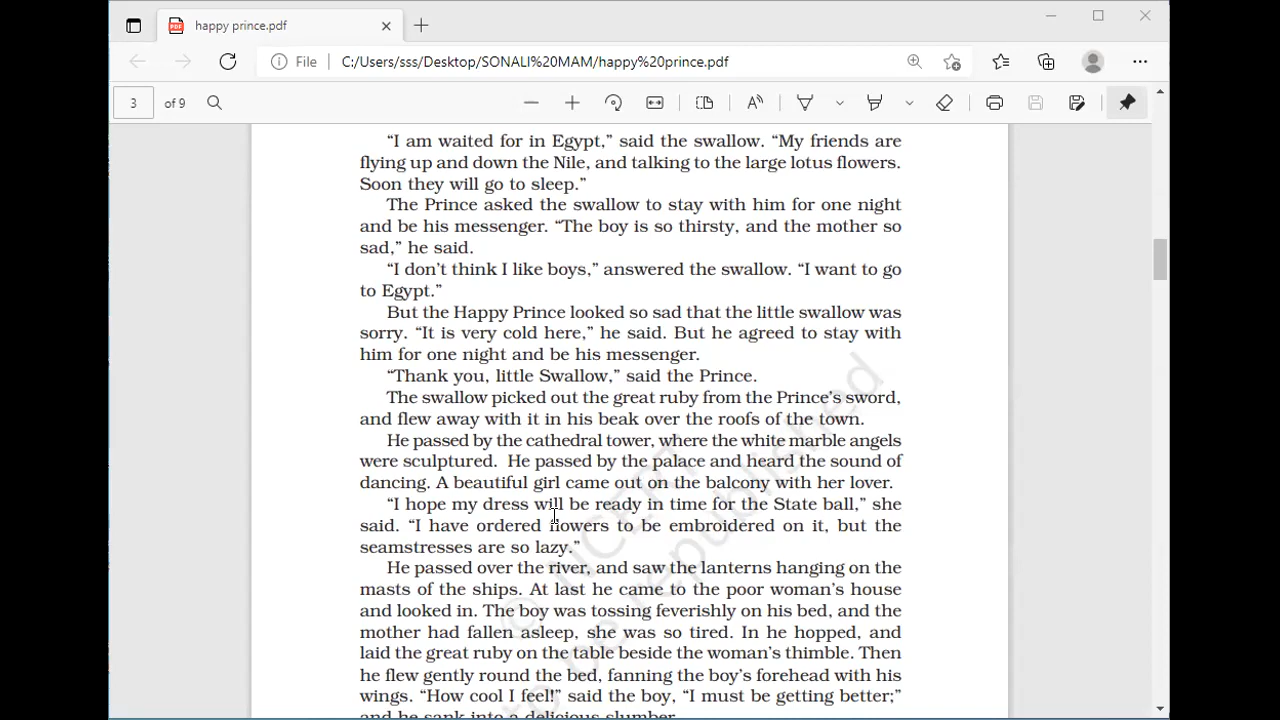 happy prince.pdf
File C:/Users/sss/Desktop/SONALI%20MAM/happy%20prince.pdf
3 of 9
“I am waited for in Egypt,” said the swallow. “My friends are
flying up and down the Nile, and talking to the large lotus flowers.
Soon they will go to sleep.”
The Prince asked the swallow to stay with him for one night
and be his messenger. “The boy is so thirsty, and the mother so
sad,” he said.
“I don’t think I like boys,” answered the swallow. “I want to go
to Egypt.”
But the Happy Prince looked so sad that the little swallow was
sorry. “It is very cold here,” he said. But he agreed to stay with
him for one night and be his messenger.
“Thank you, little Swallow,” said the Prince.
The swallow picked out the great ruby from the Prince’s sword,
and flew away with it in his beak over the roofs of the town.
He passed by the cathedral tower, where the white marble angels
were sculptured. He passed by the palace and heard the sound of
dancing. A beautiful girl came out on the balcony with her lover.
“I hope my dress will be ready in time for the State ball,” she
said. “I have ordered flowers to be embroidered on it, but the
seamstresses are so lazy.”
He passed over the river, and saw the lanterns hanging on the
masts of the ships. At last he came to the poor woman’s house
and looked in. The boy was tossing feverishly on his bed, and the
mother had fallen asleep, she was so tired. In he hopped, and
laid the great ruby on the table beside the woman’s thimble. Then
he flew gently round the bed, fanning the boy’s forehead with his
wings. “How cool I feel!” said the boy, “I must be getting better;”
and he sank into a delicious slumber.
© NCERT
to be republished